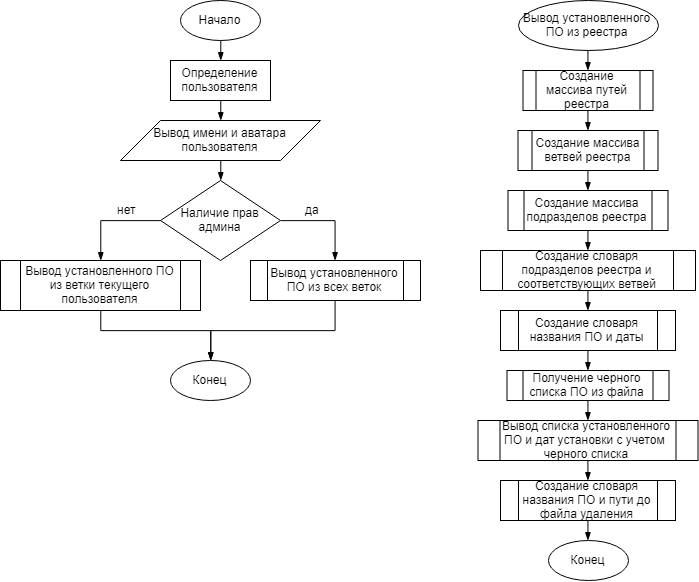 Начало
Определение
пользователя
Вывод имени и аватара
пользователя
Наличие прав
админа
нет
да
Вывод установленного ПО
из ветки текущего
пользователя
Вывод установленного
ПО из всех веток
Конец
Вывод установленного
ПО из реестра
Создание
массива путей
реестра
Создание массива
ветвей реестра
Создание массива
подразделов реестра
Создание словаря
подразделов реестра и
соответствующих ветвей
Создание словаря
названия ПО и даты
Получение черного
списка ПО из файла
Вывод списка установленного
ПО и дат установки с учетом
черного списка
Создание словаря
названия ПО и пути до
файла удаления
Конец